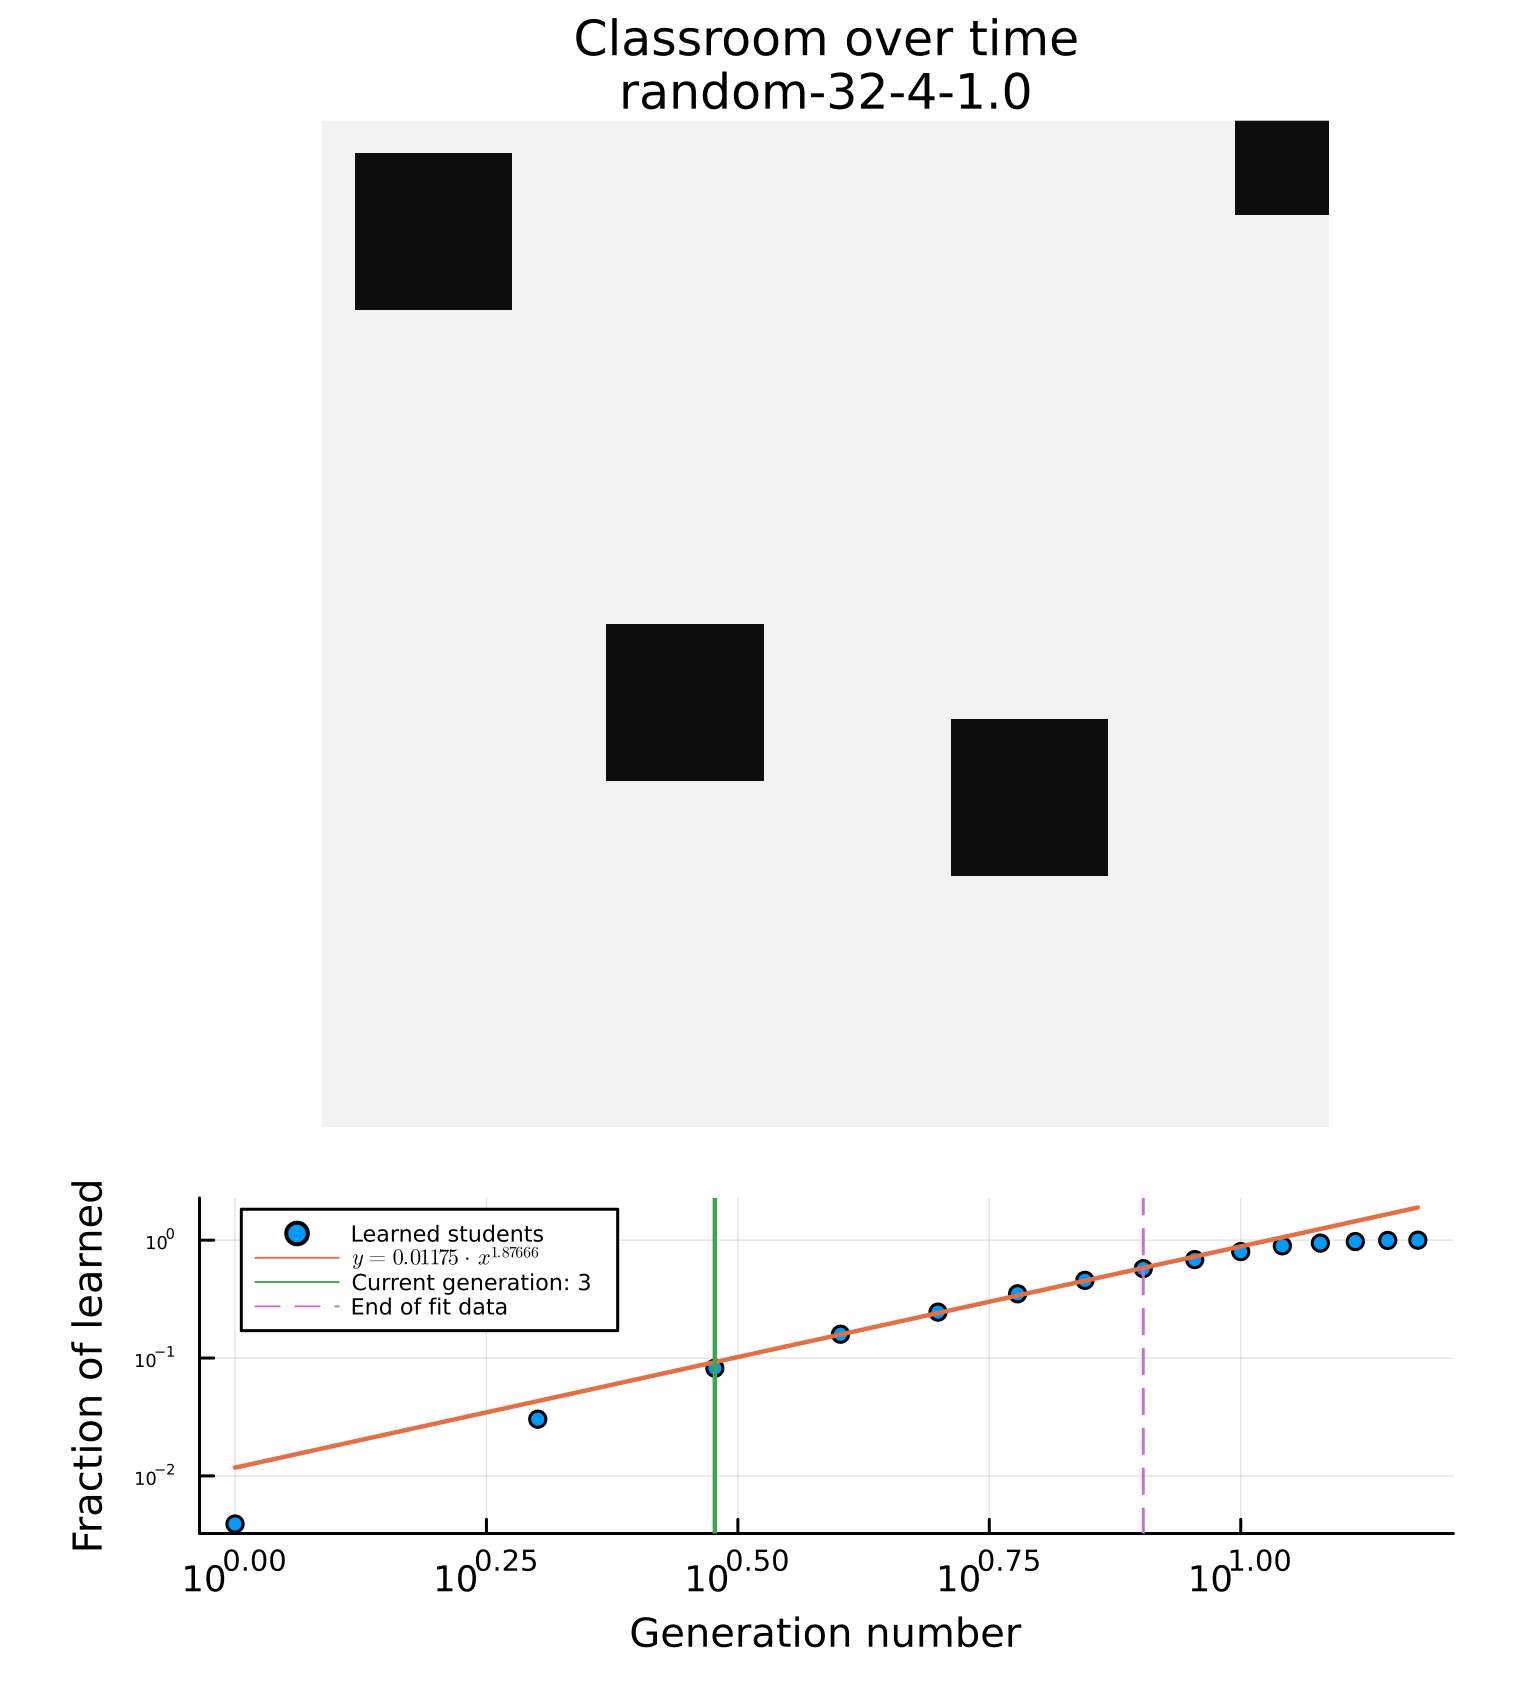 Classroom over time
random-32-4-1.0
Fraction of learned
10⁰
10⁻¹
10⁻²
Learned students
y = 0.01175 · x^1.87666
Current generation: 3
End of fit data
10^0.00 10^0.25 10^0.50 10^0.75 10^1.00
Generation number